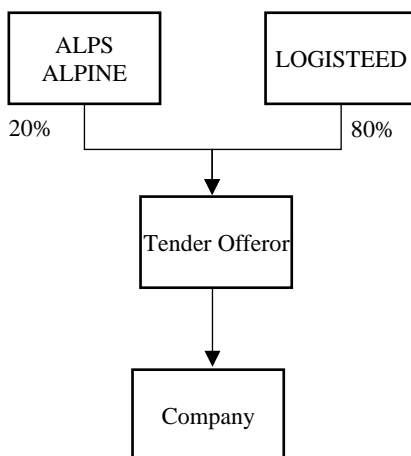 ALPS
ALPINE
LOGISTEED
20%
80%
Tender Offeror
Company